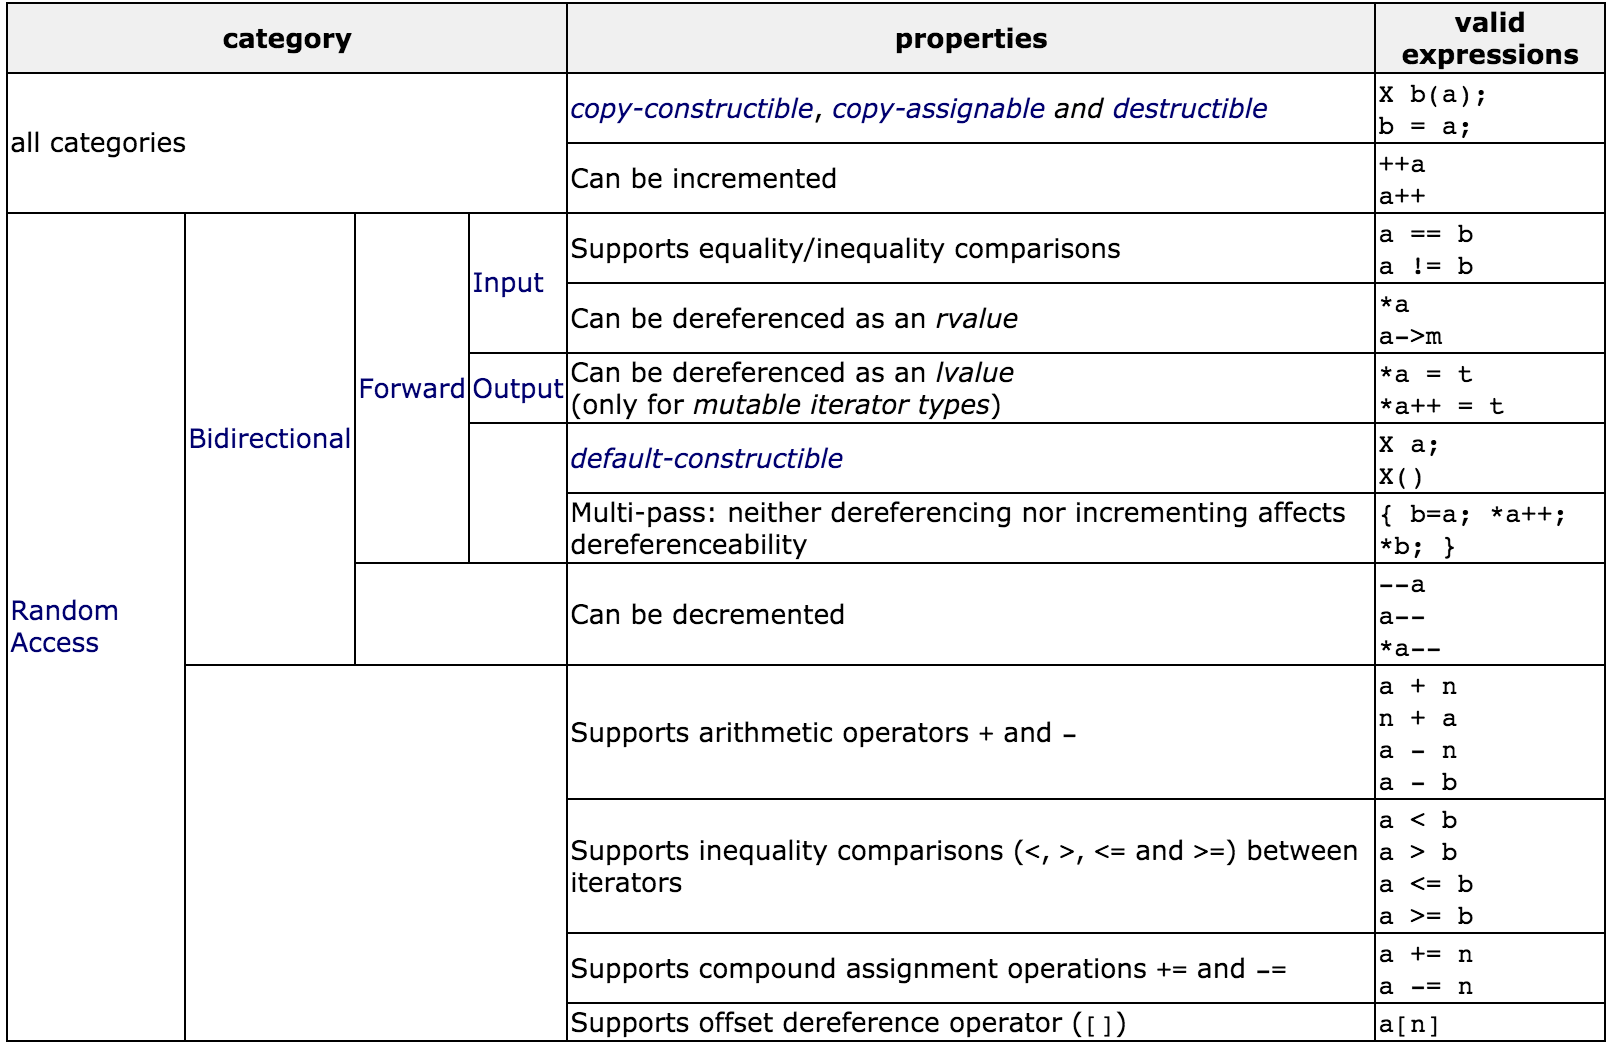 category
properties
valid
expressions
all categories
copy-constructible, copy-assignable and destructible
X b(a);
b = a;
Can be incremented
++a
a++
Random
Access
Bidirectional
Forward
Input
Supports equality/inequality comparisons
a == b
a != b
Can be dereferenced as an rvalue
*a
a->m
Output
Can be dereferenced as an lvalue
(only for mutable iterator types)
*a = t
*a++ = t
default-constructible
X a;
X()
Multi-pass: neither dereferencing nor incrementing affects
dereferenceability
{ b=a; *a++;
*b; }
Can be decremented
--a
a--
*a--
Supports arithmetic operators + and -
a + n
n + a
a - n
a - b
Supports inequality comparisons (<, >, <= and >=) between
iterators
a < b
a > b
a <= b
a >= b
Supports compound assignment operations += and -=
a += n
a -= n
Supports offset dereference operator ([])
a[n]